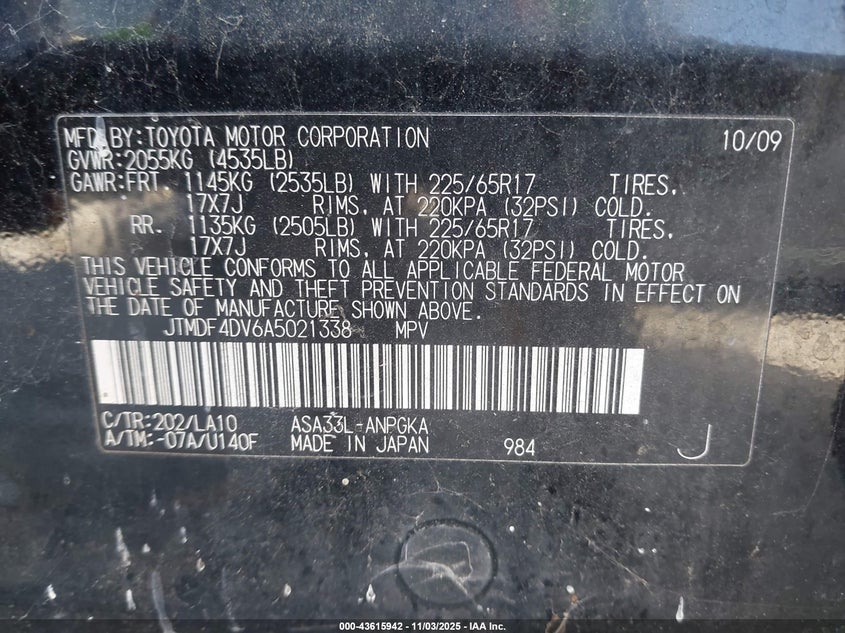 MFD.BY:TOYOTA MOTOR CORPORATION 10/09
GVWR:2055KG (4535LB)
GAWR:FRT. 1145KG (2535LB) WITH 225/65R17 TIRES,
17X7J RIMS, AT 220KPA (32PSI) COLD.
RR. 1135KG (2505LB) WITH 225/65R17 TIRES,
17X7J RIMS, AT 220KPA (32PSI) COLD.
THIS VEHICLE CONFORMS TO ALL APPLICABLE FEDERAL MOTOR
VEHICLE SAFETY AND THEFT PREVENTION STANDARDS IN EFFECT ON
THE DATE OF MANUFACTURE SHOWN ABOVE.
JTMDF4DV6A5021338 MPV
C/TR:202/LA10 ASA33L-ANPGKA
A/TM:-07A/U140F MADE IN JAPAN 984 J
000-43615942 - 11/03/2025 - IAA Inc.